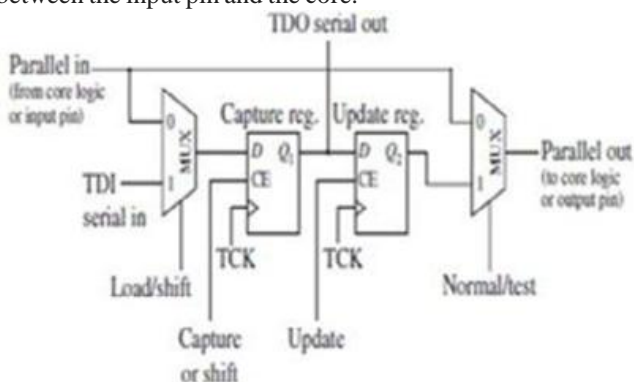 between the input pin and the core.
TDO serial out
Parallel in
(from core logic
or input pin)
Capture reg. Update reg.
0
MUX
1
D Q1
CE
D Q2
CE
0
MUX
1
Parallel out
(to core logic
or output pin)
TDI
serial in
TCK
TCK
Load/shift
Normal/test
Capture
or shift
Update